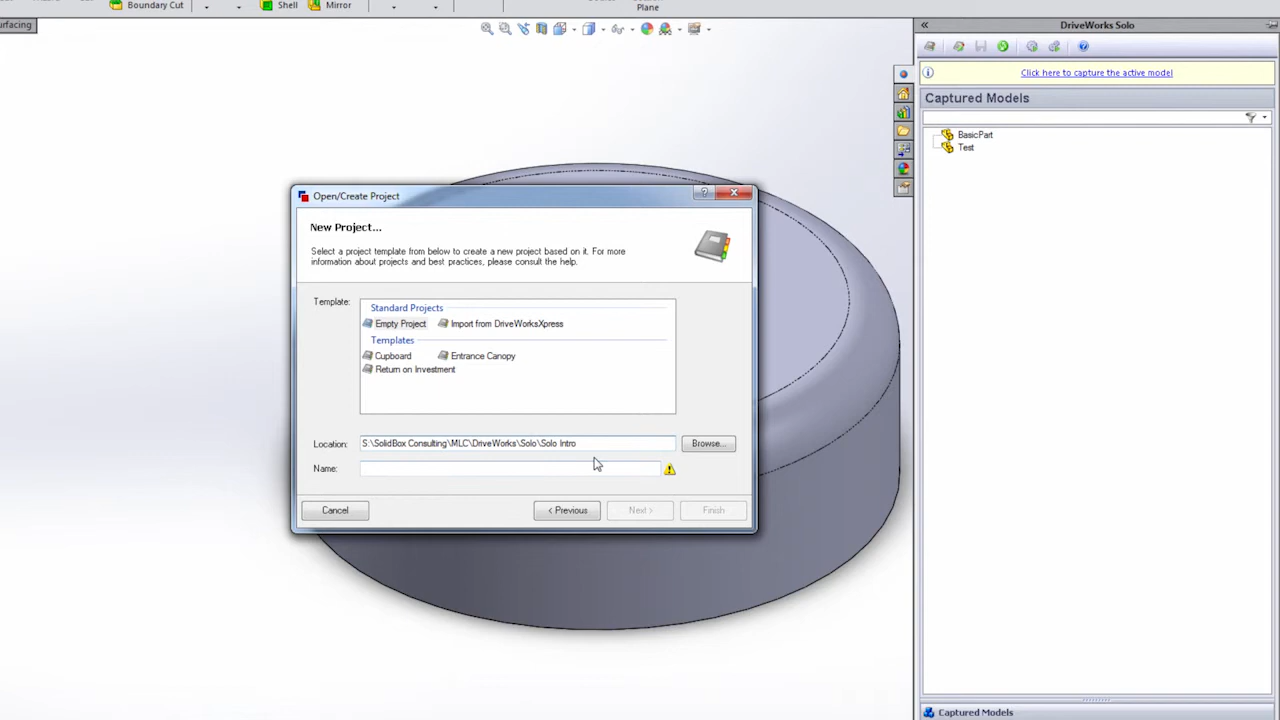 Boundary Cut
Shell
Mirror
Plane
urfacing
DriveWorks Solo
Click here to capture the active model
Captured Models
BasicPart
Test
Open/Create Project
New Project...
Select a project template from below to create a new project based on it. For more
information about projects and best practices, please consult the help.
Template:
Standard Projects
Empty Project
Import from DriveWorksXpress
Templates
Cupboard
Entrance Canopy
Return on Investment
Location:
S:\SolidBox Consulting\MLC\DriveWorks\Solo\Solo Intro
Browse...
Name:
Cancel
< Previous
Next >
Finish
Captured Models